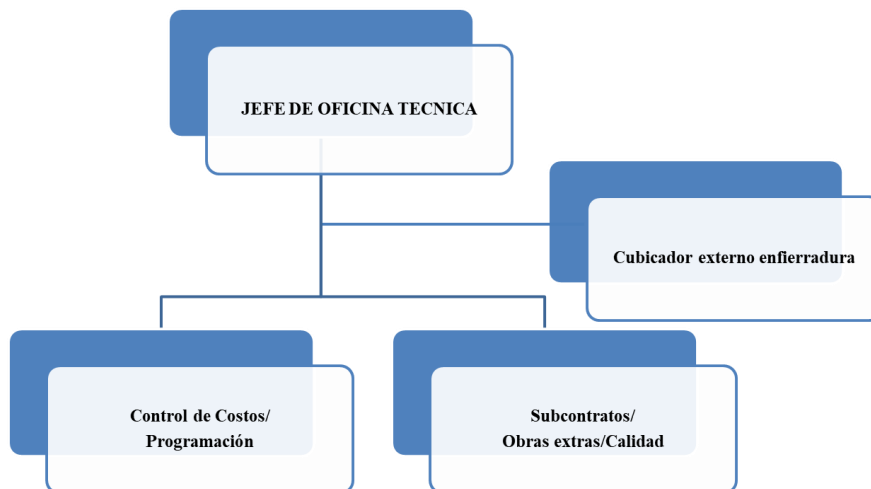 JEFE DE OFICINA TECNICA
Cubicador externo enfierradura
Control de Costos/
Programación
Subcontratos/
Obras extras/Calidad